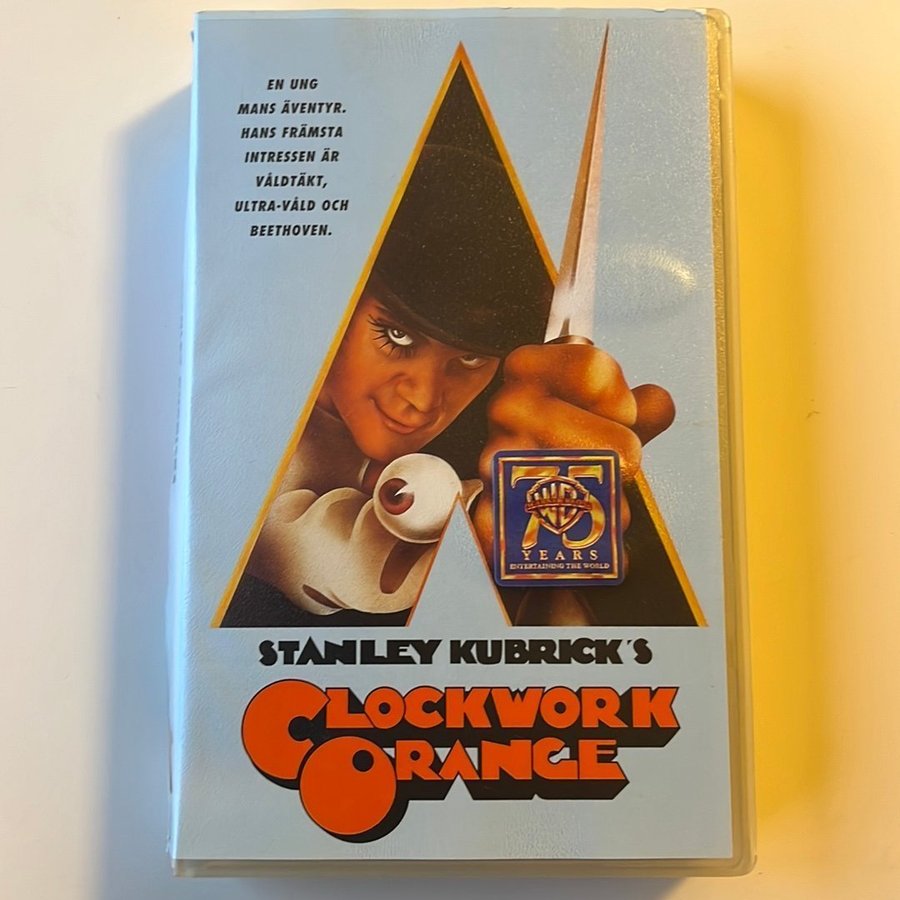 EN UNG
MANS ÄVENTYR.
HANS FRÄMSTA
INTRESSEN ÄR
VÅLDTÄKT,
ULTRA-VÅLD OCH
BEETHOVEN.
75
WB
YEARS
ENTERTAINING THE WORLD
STANLEY KUBRICK'S
CLOCKWORK
ORANGE